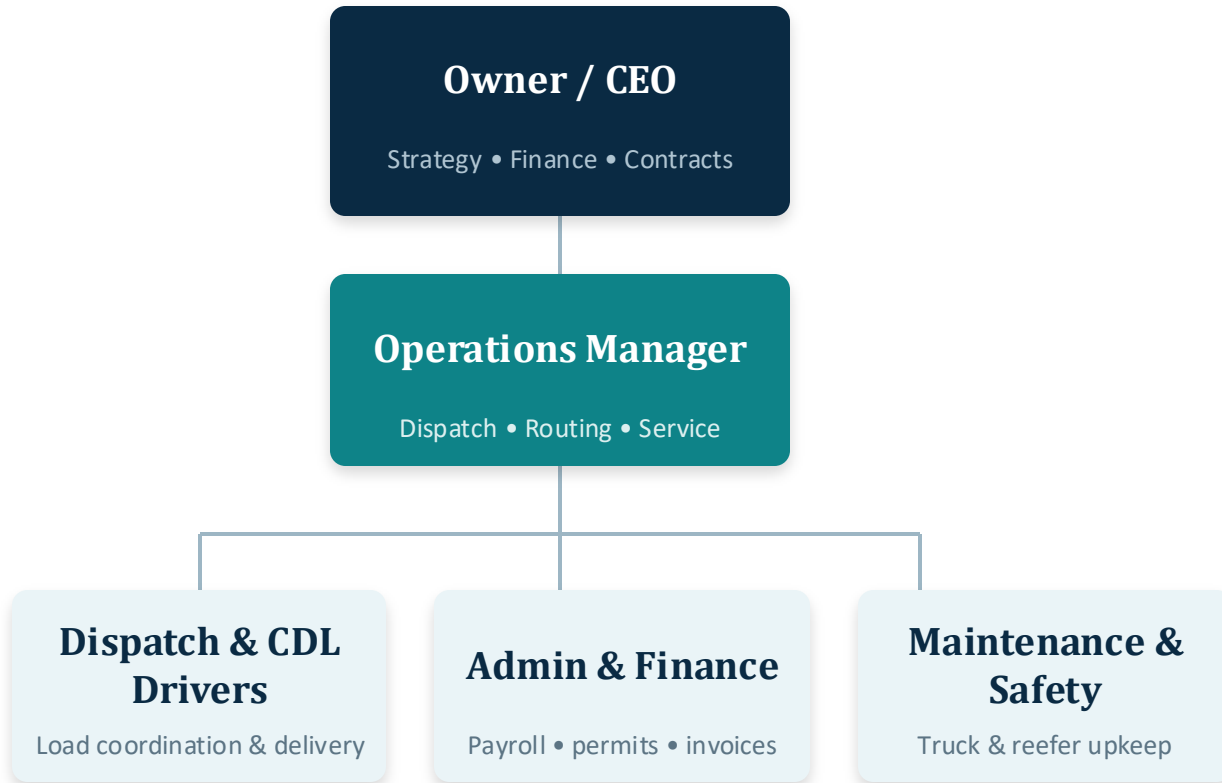 Owner / CEO
Strategy • Finance • Contracts
Operations Manager
Dispatch • Routing • Service
Dispatch & CDL
Drivers
Load coordination & delivery
Admin & Finance
Payroll • permits • invoices
Maintenance &
Safety
Truck & reefer upkeep